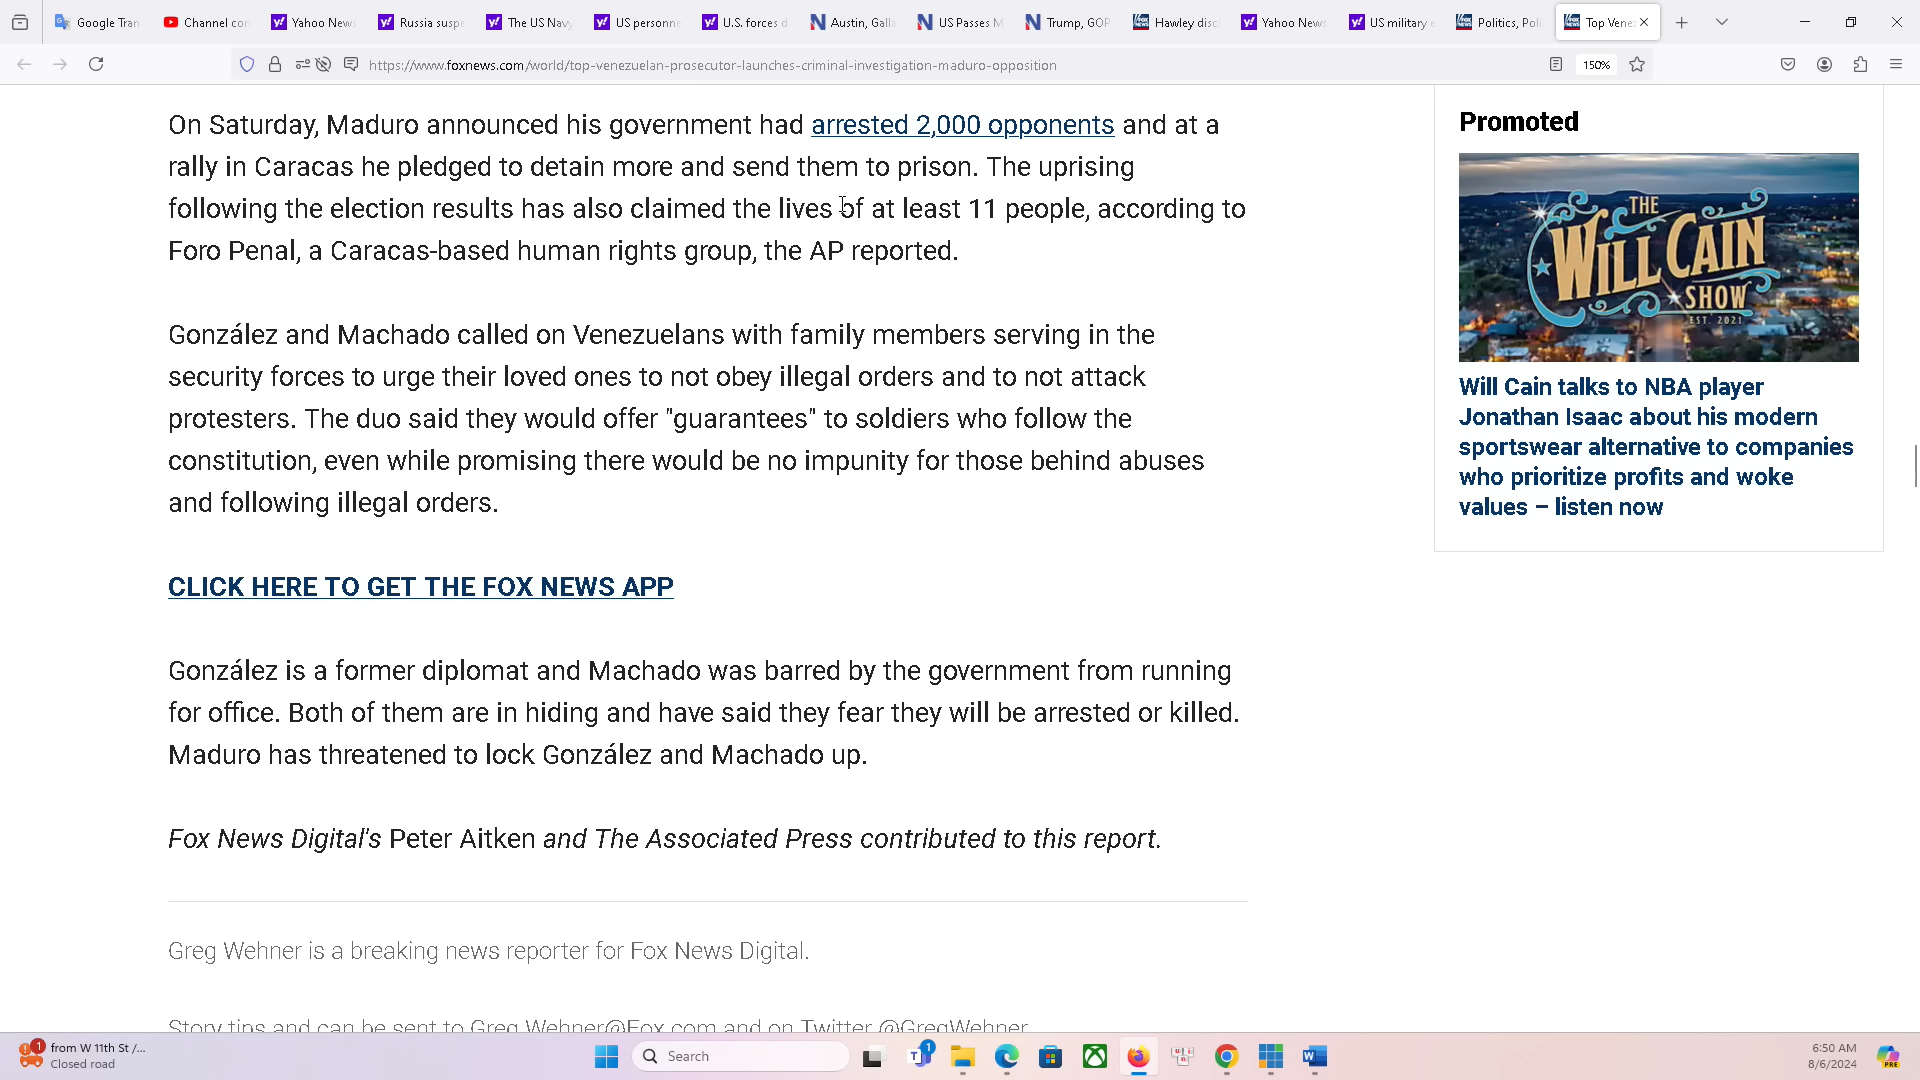 Google Tran
Channel co
Yahoo News
Russia susp
The US Nav
US personne
U.S. forces d
Austin, Galla
US Passes M
Trump, GOP
Hawley disc
Yahoo News
US military
Politics, Pol
Top Vene
https://www.foxnews.com/world/top-venezuelan-prosecutor-launches-criminal-investigation-maduro-opposition
150%
On Saturday, Maduro announced his government had arrested 2,000 opponents and at a
rally in Caracas he pledged to detain more and send them to prison. The uprising
following the election results has also claimed the lives of at least 11 people, according to
Foro Penal, a Caracas-based human rights group, the AP reported.
González and Machado called on Venezuelans with family members serving in the
security forces to urge their loved ones to not obey illegal orders and to not attack
protesters. The duo said they would offer "guarantees" to soldiers who follow the
constitution, even while promising there would be no impunity for those behind abuses
and following illegal orders.
CLICK HERE TO GET THE FOX NEWS APP
González is a former diplomat and Machado was barred by the government from running
for office. Both of them are in hiding and have said they fear they will be arrested or killed.
Maduro has threatened to lock González and Machado up.
Fox News Digital's Peter Aitken and The Associated Press contributed to this report.
Greg Wehner is a breaking news reporter for Fox News Digital.
Story tips and can be sent to Greg.Wehner@Fox.com and on Twitter @GregWehner
Promoted
THE
WILL CAIN
SHOW
EST. 2021
Will Cain talks to NBA player
Jonathan Isaac about his modern
sportswear alternative to companies
who prioritize profits and woke
values – listen now
1
from W 11th St /...
Closed road
Search
1
6:50 AM
8/6/2024
PRE